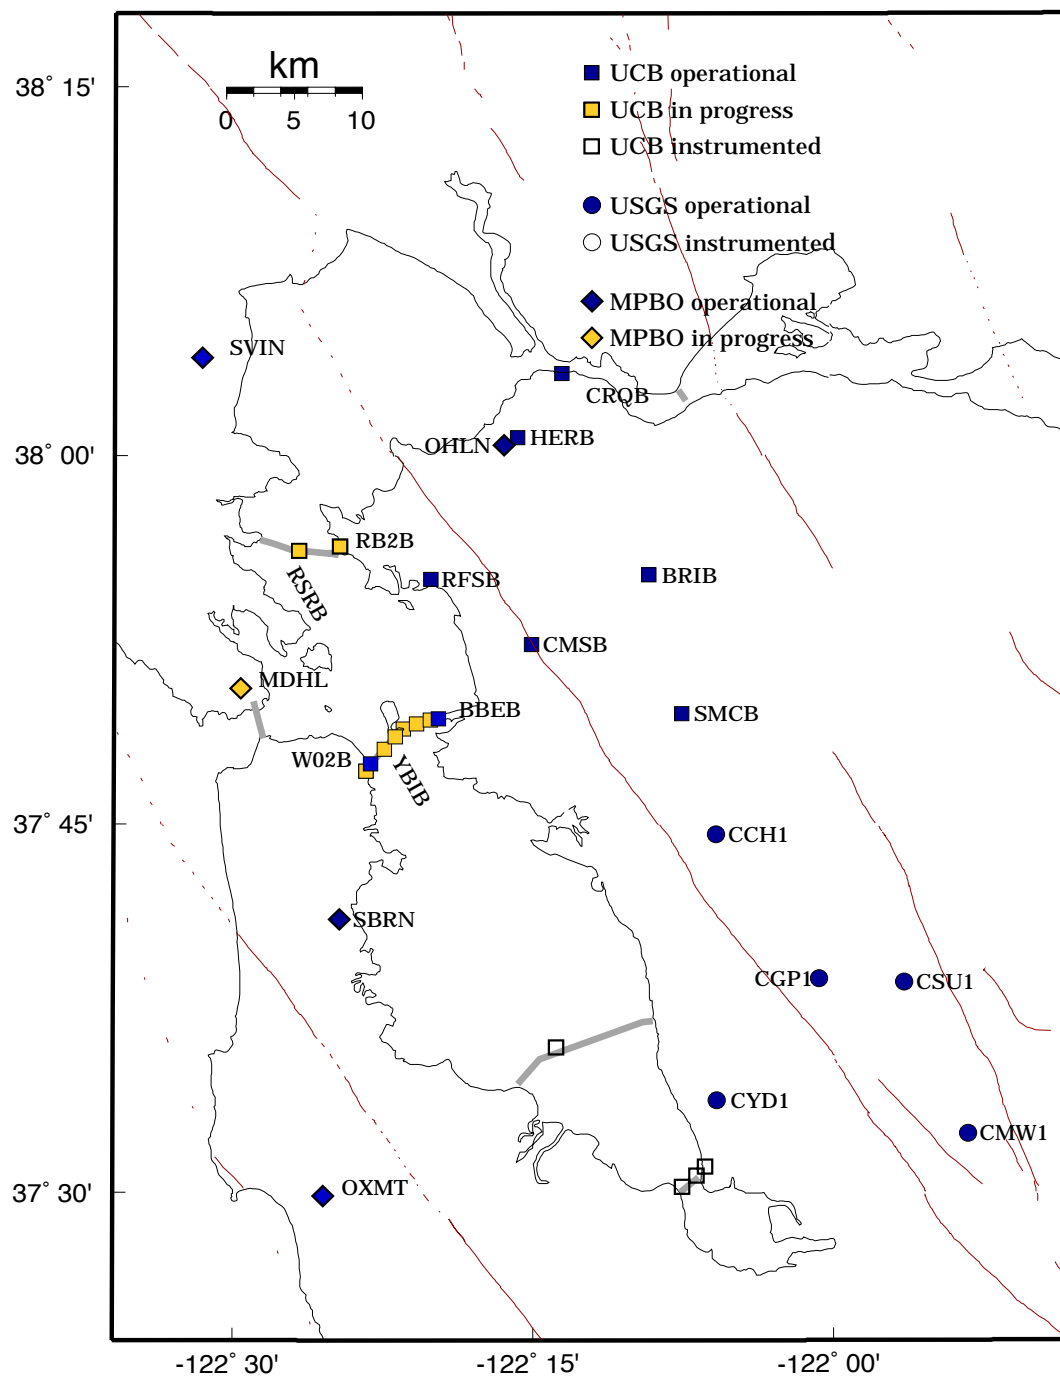 km
0 5 10
38° 15'
38° 00'
37° 45'
37° 30'
UCB operational
UCB in progress
UCB instrumented
USGS operational
USGS instrumented
MPBO operational
MPBO in progress
SVIN
CRQB
OHLN
HERB
RB2B
RSRB
RFSB
BRIB
CMSB
MDHL
BBEB
SMCB
W02B
YBIB
CCH1
SBRN
CGP1
CSU1
CYD1
CMW1
OXMT
-122° 30'
-122° 15'
-122° 00'